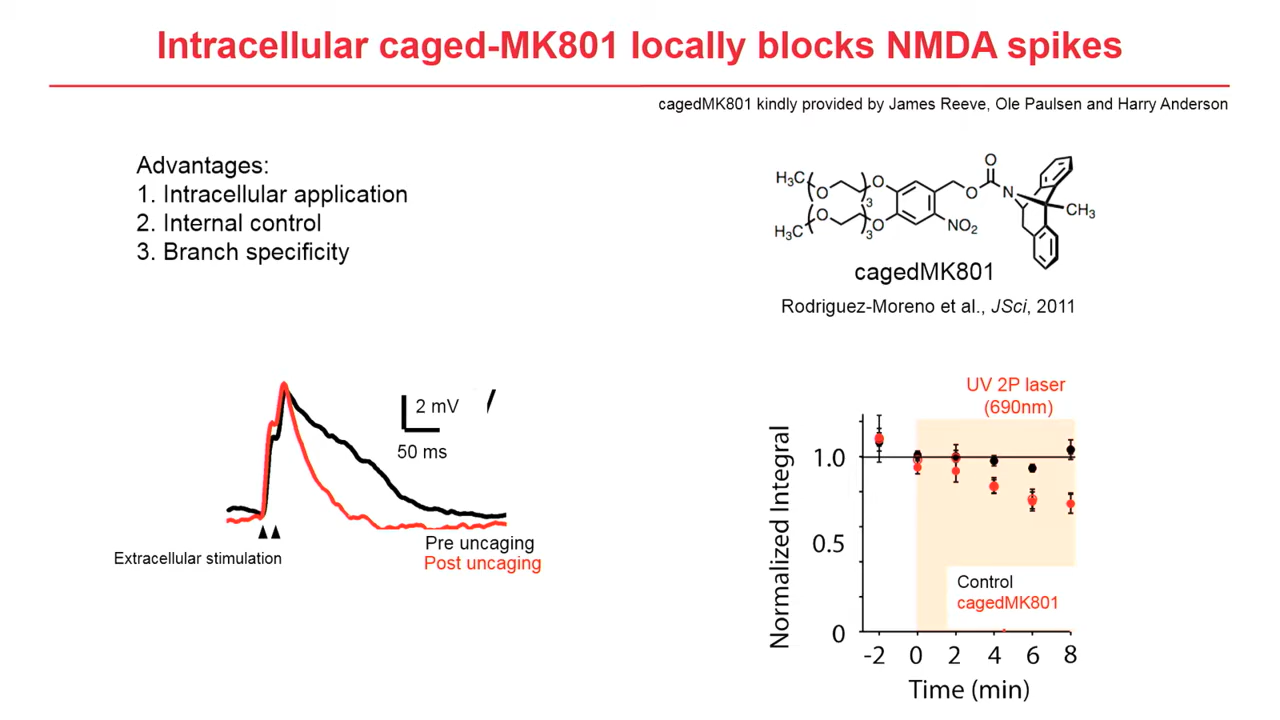 Intracellular caged-MK801 locally blocks NMDA spikes
cagedMK801 kindly provided by James Reeve, Ole Paulsen and Harry Anderson
Advantages:
1. Intracellular application
2. Internal control
3. Branch specificity
H₃C
O
3
O
O
H₃C
O
3
O
NO₂
O
N
CH₃
cagedMK801
Rodriguez-Moreno et al., JSci, 2011
2 mV
50 ms
Extracellular stimulation
Pre uncaging
Post uncaging
UV 2P laser
(690nm)
Normalized Integral
1.0
0.5
0
Control
cagedMK801
-2 0 2 4 6 8
Time (min)